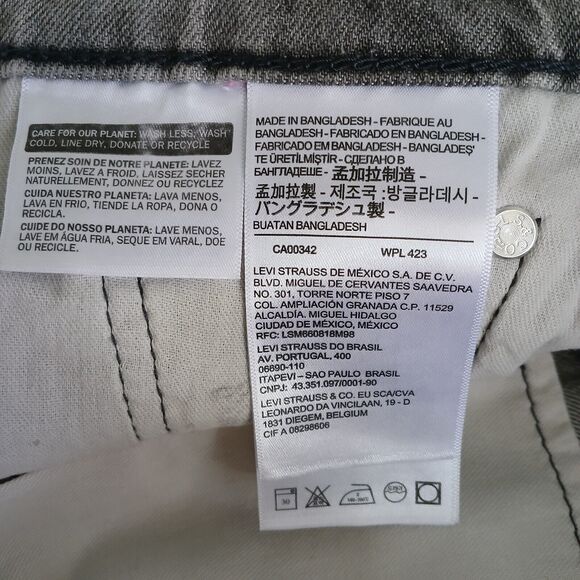 CARE FOR OUR PLANET: WASH LESS, WASH
COLD, LINE DRY, DONATE OR RECYCLE
PRENEZ SOIN DE NOTRE PLANETE: LAVEZ
MOINS, LAVEZ A FROID, LAISSEZ SECHER
NATURELLEMENT, DONNEZ OU RECYCLEZ
CUIDA NUESTRO PLANETA: LAVA MENOS,
LAVA EN FRIO, TIENDE LA ROPA, DONA O
RECICLA.
CUIDE DO NOSSO PLANETA: LAVE MENOS,
LAVE EM ÁGUA FRIA, SEQUE EM VARAL, DOE
OU RECICLE.
MADE IN BANGLADESH - FABRIQUE AU
BANGLADESH - FABRICADO EN BANGLADESH -
FABRICADO EM BANGLADESH - BANGLADEŞ'
TE ÜRETİLMİŞTİR - СДЕЛАНО В
БАНГЛАДЕШЕ - 孟加拉制造 -
孟加拉製 - 제조국 :방글라데시 -
バングラデシュ製 -
BUATAN BANGLADESH
CA00342 WPL 423
LEVI STRAUSS DE MÉXICO S.A. DE C.V.
BLVD. MIGUEL DE CERVANTES SAAVEDRA
NO. 301, TORRE NORTE PISO 7
COL. AMPLIACIÓN GRANADA C.P. 11529
ALCALDÍA. MIGUEL HIDALGO
CIUDAD DE MÉXICO, MÉXICO
RFC: LSM660818M98
LEVI STRAUSS DO BRASIL
AV. PORTUGAL, 400
06690-110
ITAPEVI – SAO PAULO BRASIL
CNPJ: 43.351.097/0001-90
LEVI STRAUSS & CO. EU SCA/CVA
LEONARDO DA VINCILAAN, 19 - D
1831 DIEGEM, BELGIUM
CIF A 08298606
30